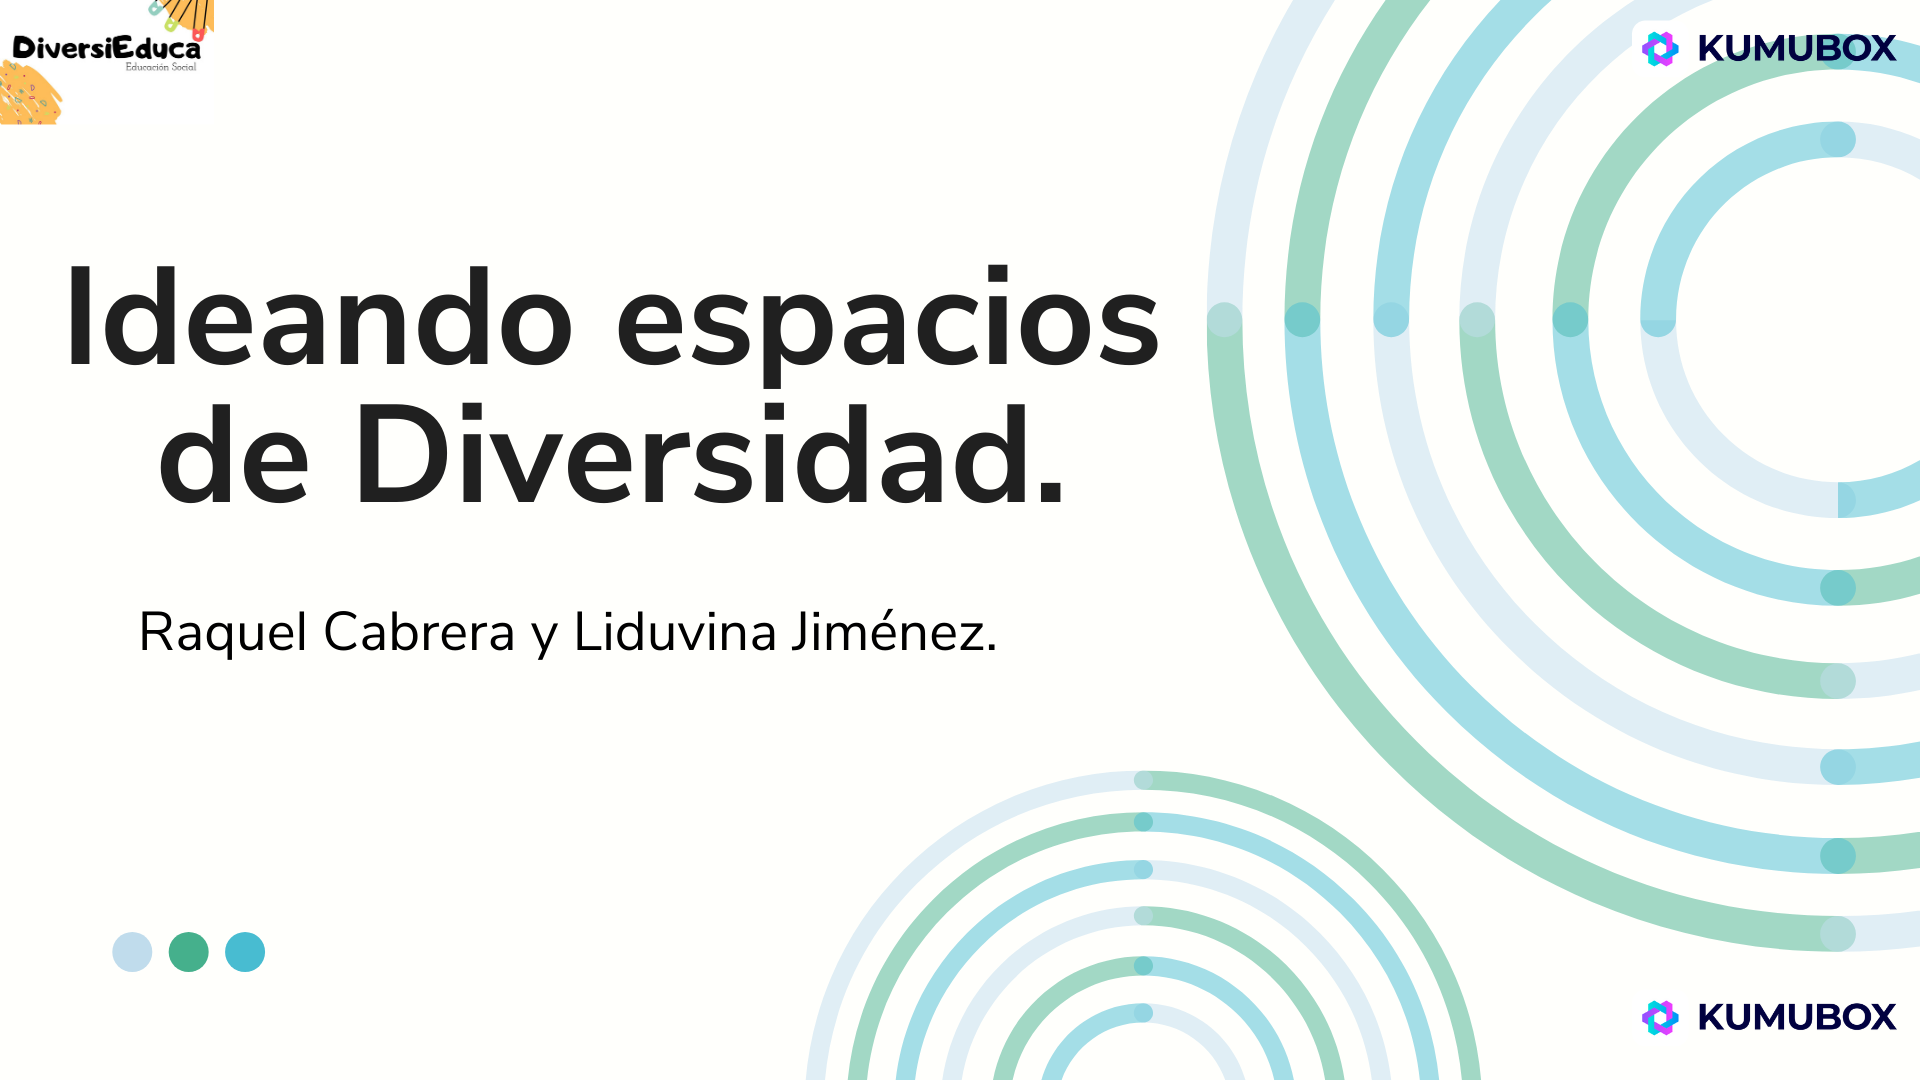 DiversiEduca
Educación Social
KUMUBOX
Ideando espacios
de Diversidad.
Raquel Cabrera y Liduvina Jiménez.
KUMUBOX